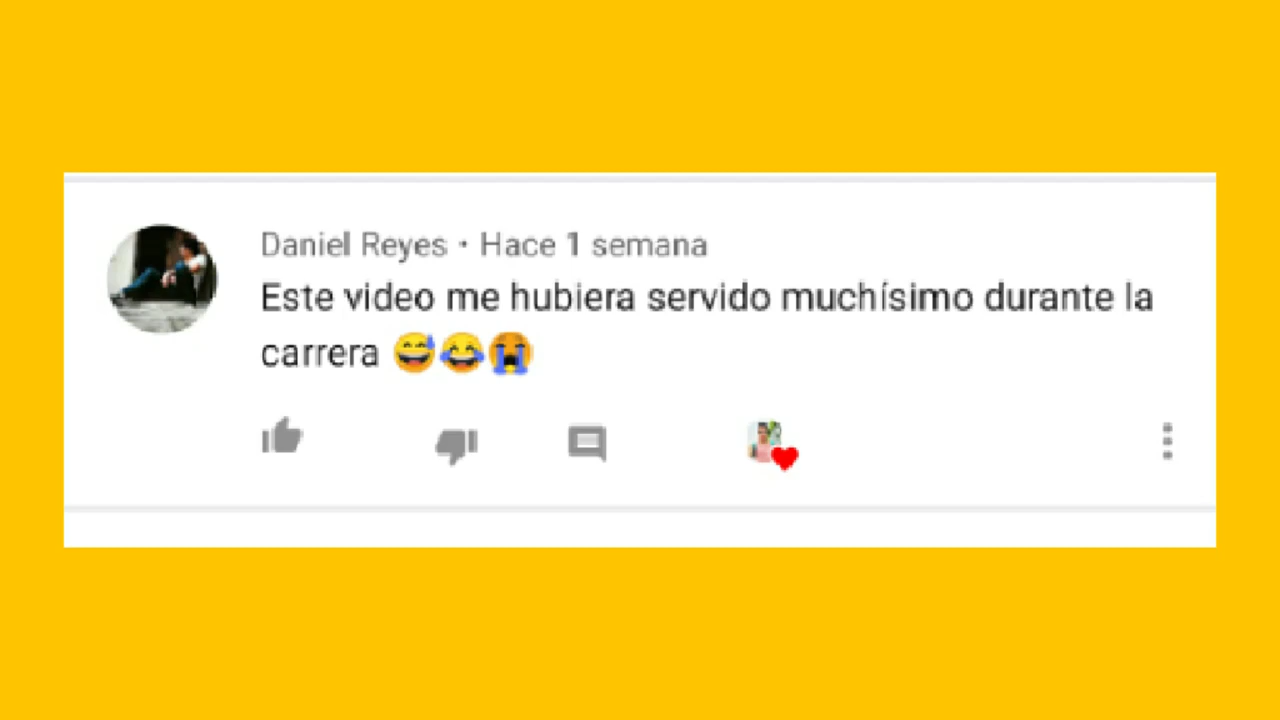 Daniel Reyes • Hace 1 semana
Este video me hubiera servido muchísimo durante la
carrera 😅😂😭